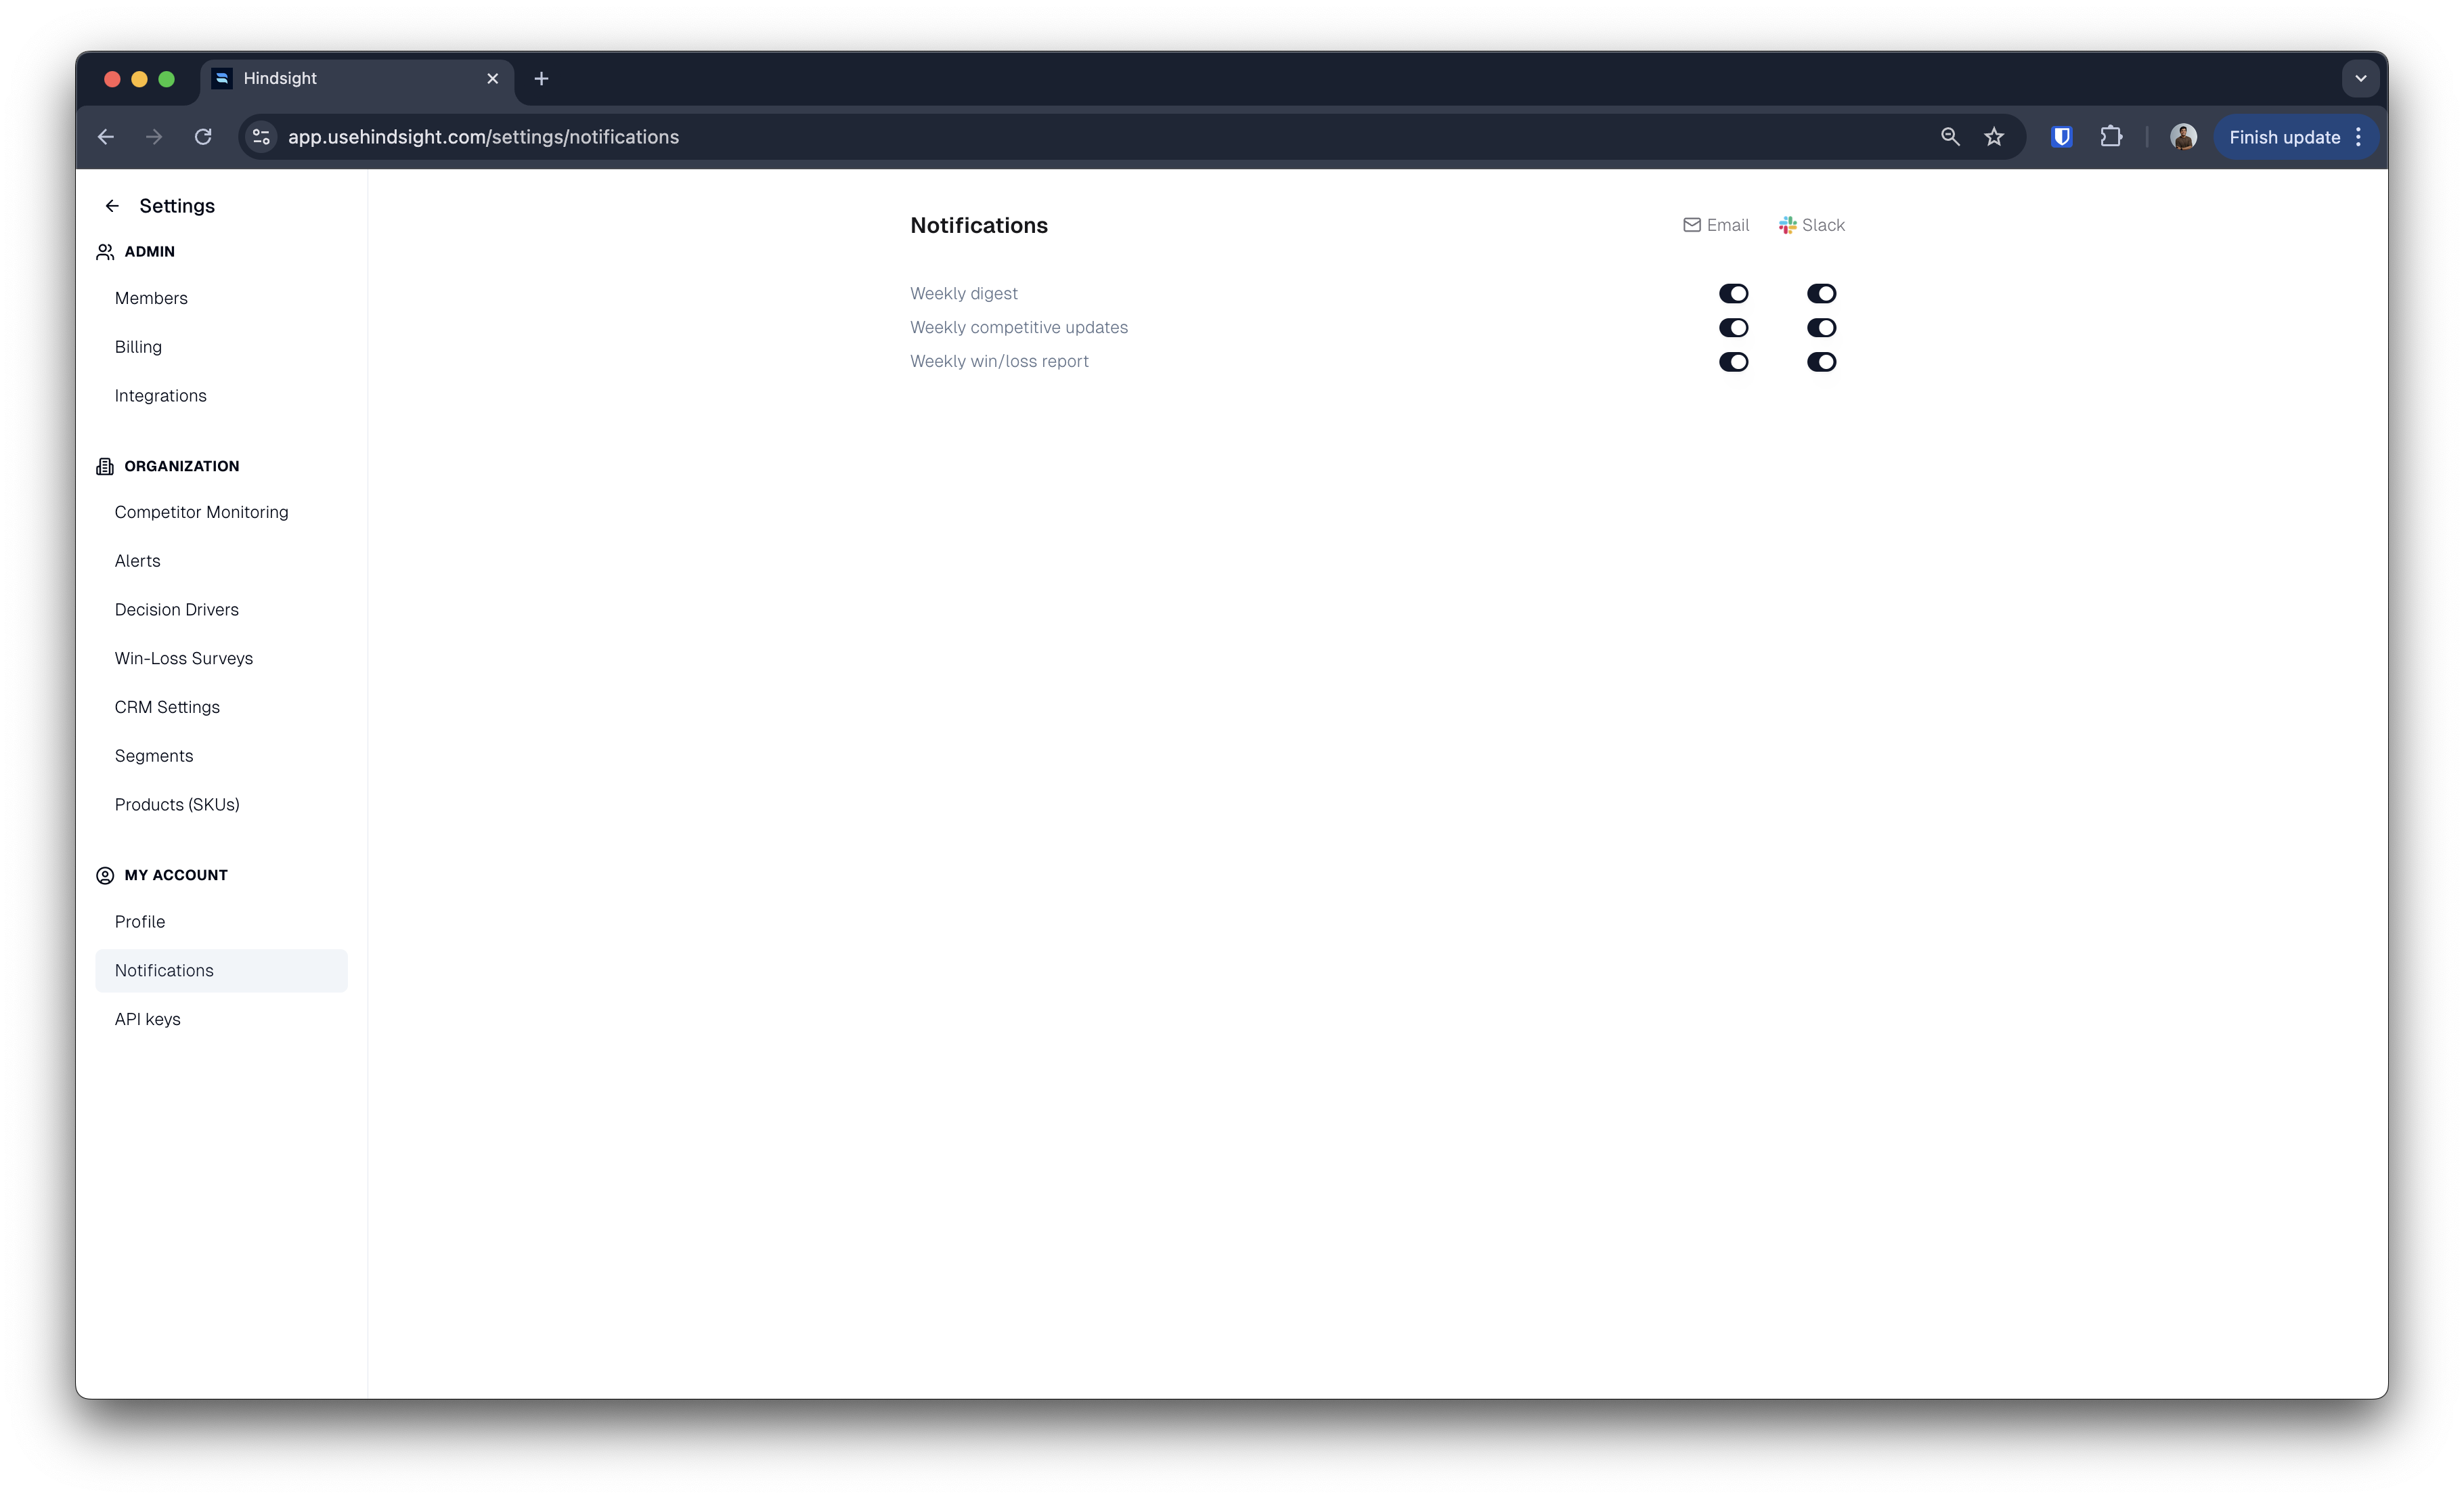 Hindsight
app.usehindsight.com/settings/notifications
Finish update
Settings
ADMIN
Members
Billing
Integrations
ORGANIZATION
Competitor Monitoring
Alerts
Decision Drivers
Win-Loss Surveys
CRM Settings
Segments
Products (SKUs)
MY ACCOUNT
Profile
Notifications
API keys
Notifications Email Slack
Weekly digest
Weekly competitive updates
Weekly win/loss report